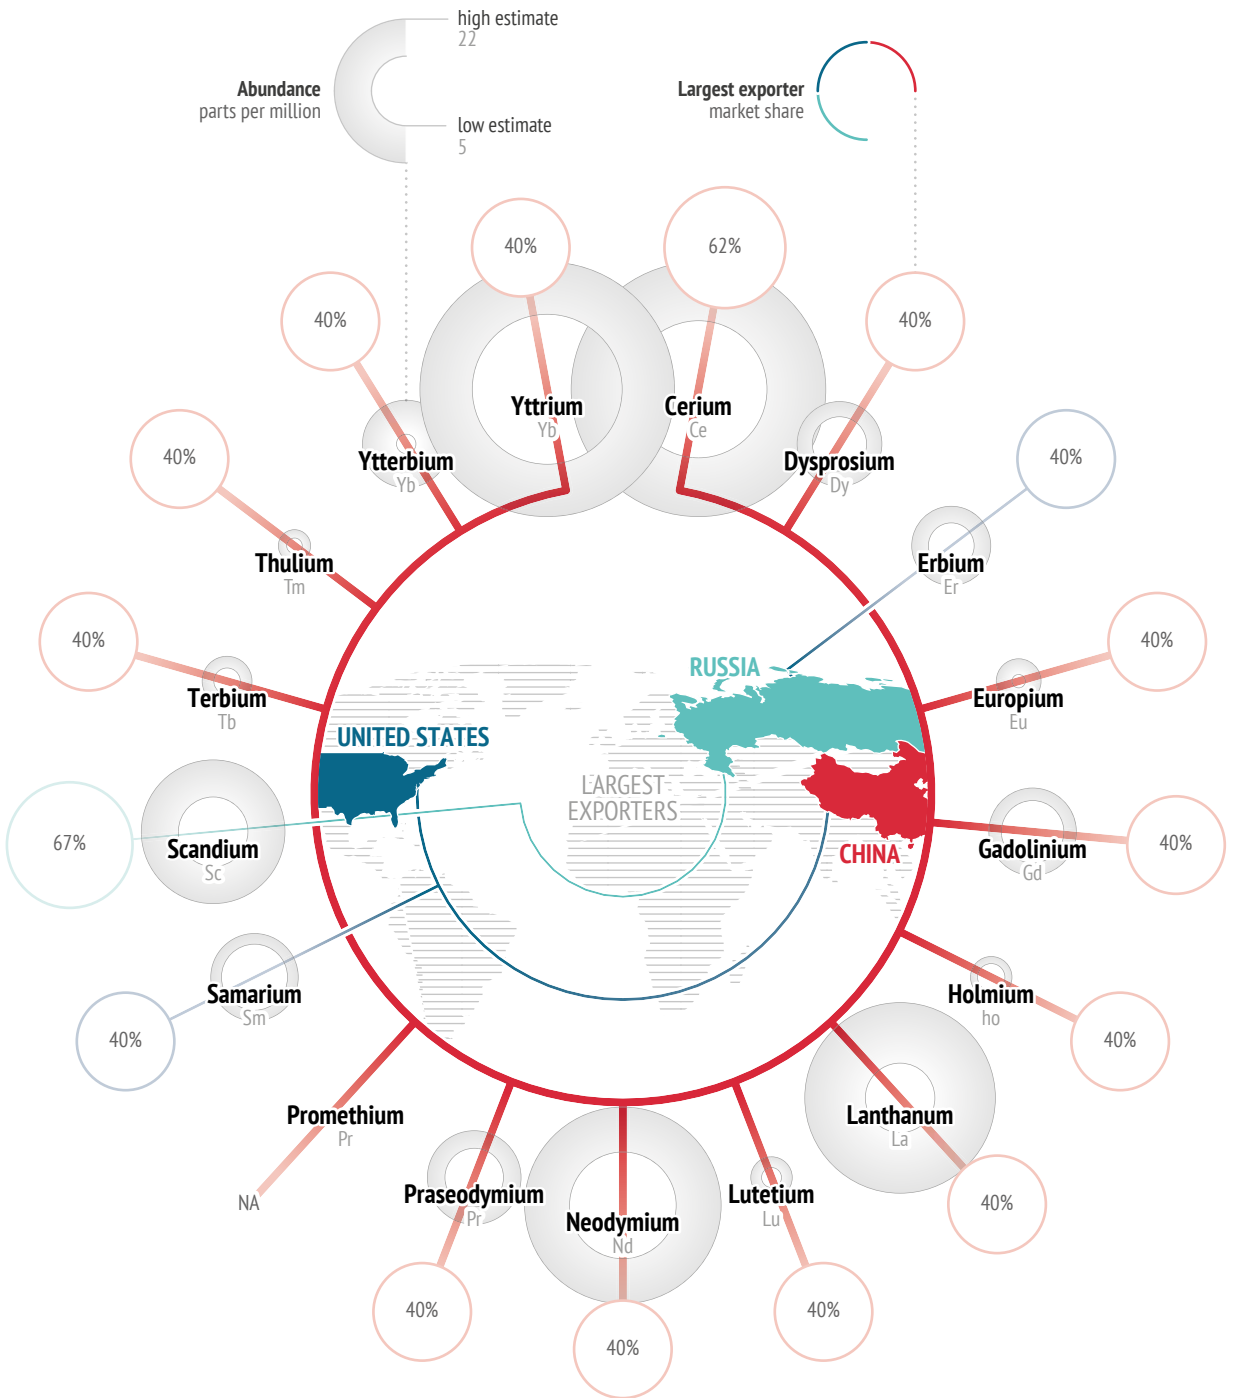 high estimate
22
Abundance
parts per million
low estimate
5
Largest exporter
market share
40%
62%
40%
40%
Yttrium
Yb
Cerium
Ce
40%
Ytterbium
Yb
Dysprosium
Dy
40%
Thulium
Tm
Erbium
Er
40%
40%
Terbium
Tb
Europium
Eu
RUSSIA
UNITED STATES
LARGEST
EXPORTERS
CHINA
67%
Scandium
Sc
Gadolinium
Gd
40%
Samarium
Sm
Holmium
ho
40%
40%
Promethium
Pr
Lanthanum
La
NA
Praseodymium
Pr
Neodymium
Nd
Lutetium
Lu
40%
40%
40%
40%